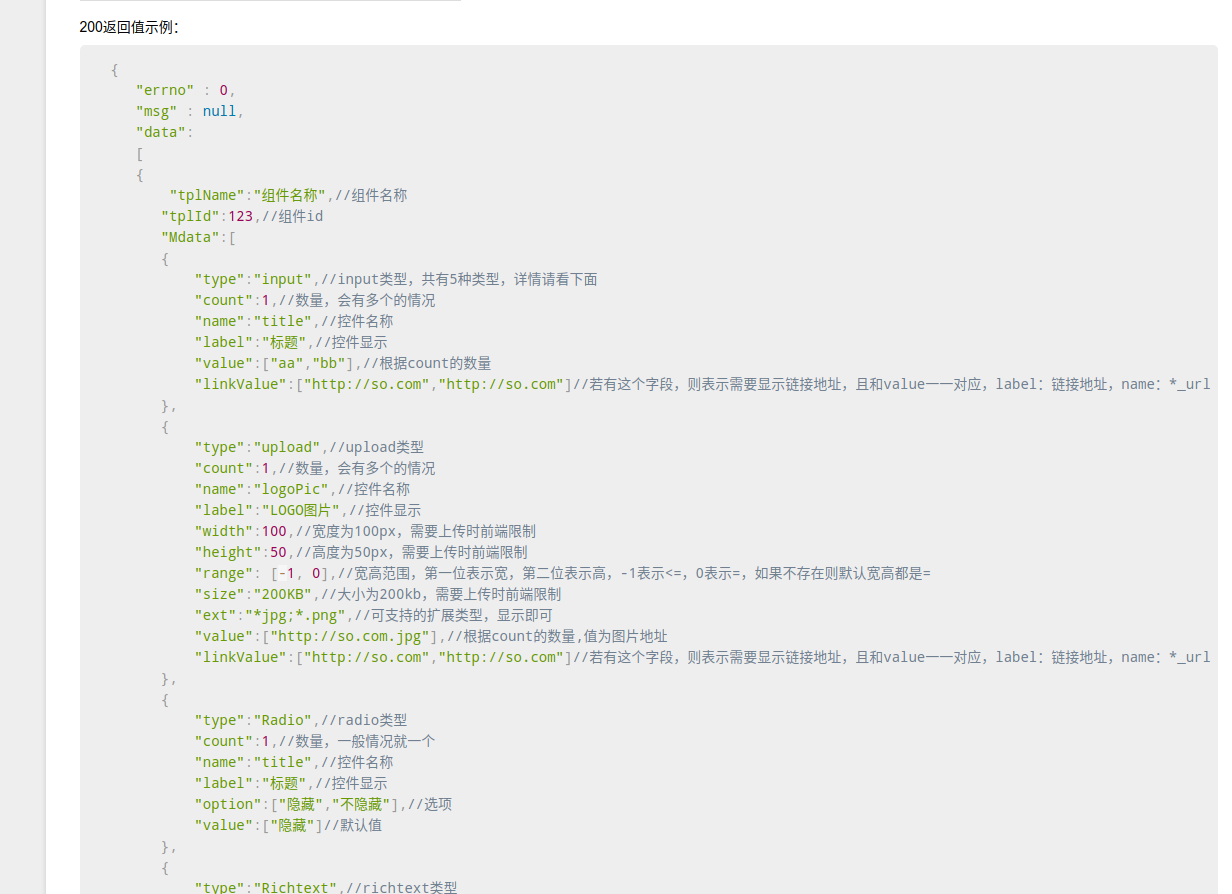 200返回值示例：
{
"errno" : 0,
"msg" : null,
"data":
[
{
"tplName":"组件名称",//组件名称
"tplId":123,//组件id
"Mdata":[
{
"type":"input",//input类型，共有5种类型，详情请看下面
"count":1,//数量，会有多个的情况
"name":"title",//控件名称
"label":"标题",//控件显示
"value":["aa","bb"],//根据count的数量
"linkValue":["http://so.com","http://so.com"]//若有这个字段，则表示需要显示链接地址，且和value一一对应，label：链接地址，name：*_url
},
{
"type":"upload",//upload类型
"count":1,//数量，会有多个的情况
"name":"logoPic",//控件名称
"label":"LOGO图片",//控件显示
"width":100,//宽度为100px，需要上传时前端限制
"height":50,//高度为50px，需要上传时前端限制
"range": [-1, 0],//宽高范围，第一位表示宽，第二位表示高，-1表示<=，0表示=，如果不存在则默认宽高都是=
"size":"200KB",//大小为200kb，需要上传时前端限制
"ext":"*jpg;*.png",//可支持的扩展类型，显示即可
"value":["http://so.com.jpg"],//根据count的数量,值为图片地址
"linkValue":["http://so.com","http://so.com"]//若有这个字段，则表示需要显示链接地址，且和value一一对应，label：链接地址，name：*_url
},
{
"type":"Radio",//radio类型
"count":1,//数量，一般情况就一个
"name":"title",//控件名称
"label":"标题",//控件显示
"option":["隐藏","不隐藏"],//选项
"value":["隐藏"]//默认值
},
{
"type":"Richtext",//richtext类型